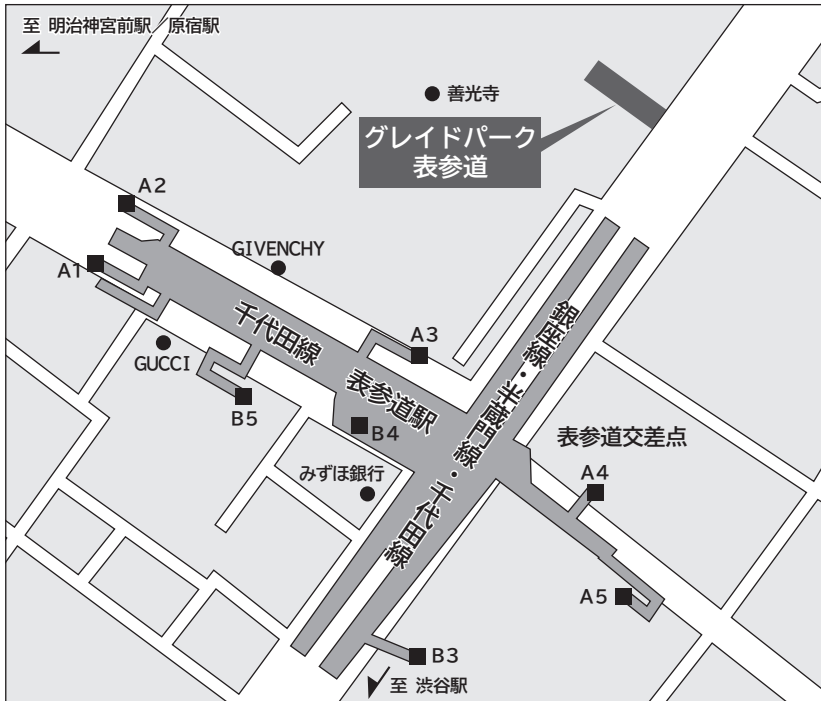 至 明治神宮前駅／原宿駅
善光寺
グレイドパーク
表参道
A2
GIVENCHY
A1
千代田線
A3
銀座線・半蔵門線・千代田線
GUCCI
表参道駅
B5
B4
表参道交差点
みずほ銀行
A4
A5
B3
至 渋谷駅